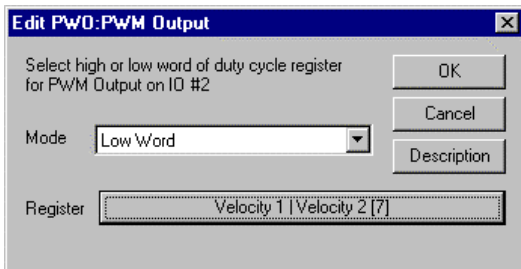 Edit PWO:PWM Output
Select high or low word of duty cycle register
for PWM Output on IO #2
OK
Cancel
Mode
Low Word
Description
Register
Velocity 1 | Velocity 2 [7]